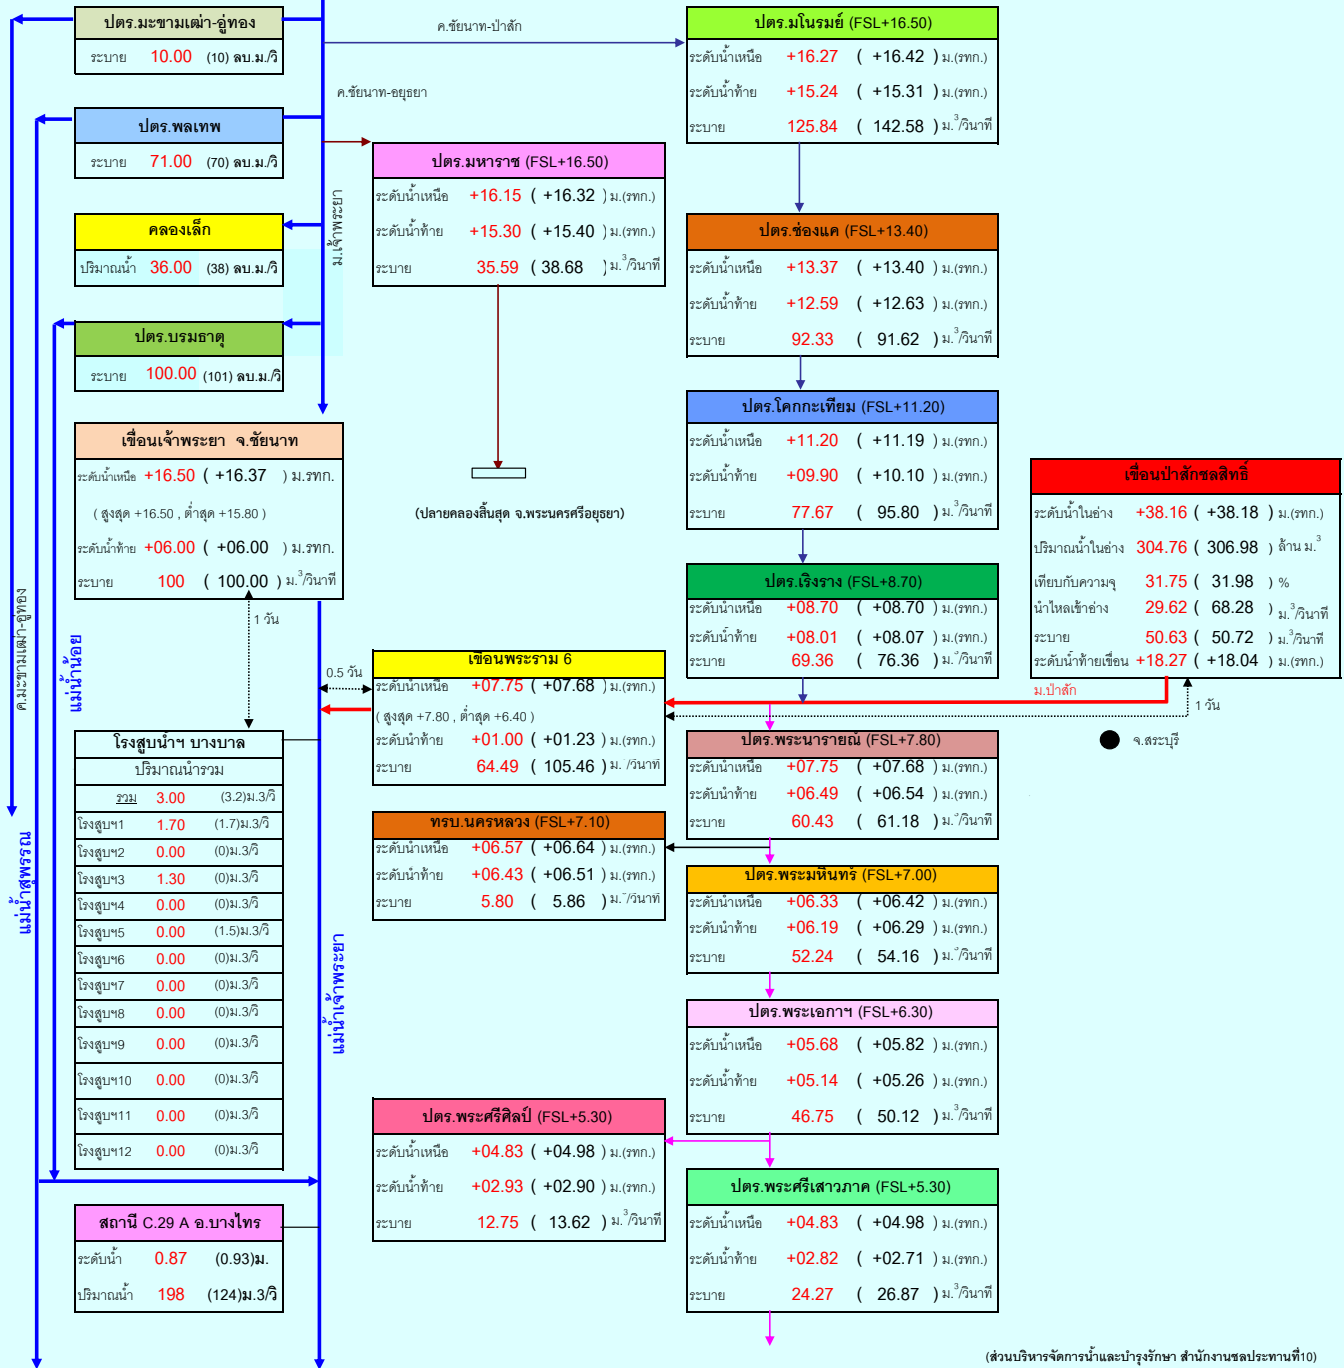 ปตร.มะขามเฒ่า-อู่ทอง
ระบาย 10.00 (10) ลบ.ม./วิ
ปตร.พลเทพ
ระบาย 71.00 (70) ลบ.ม./วิ
คลองเล็ก
ปริมาณน้ำ 36.00 (38) ลบ.ม./วิ
ปตร.บรมธาตุ
ระบาย 100.00 (101) ลบ.ม./วิ
เขื่อนเจ้าพระยา จ.ชัยนาท
ระดับน้ำเหนือ +16.50 ( +16.37 ) ม.รทก.
( สูงสุด +16.50 , ต่ำสุด +15.80 )
ระดับน้ำท้าย +06.00 ( +06.00 ) ม.รทก.
ระบาย 100 ( 100.00 ) ม.3/วินาที
1 วัน
ค.มะขามเฒ่า-อู่ทอง
แม่น้ำน้อย
แม่น้ำสุพรรณ
ม.เจ้าพระยา
แม่น้ำเจ้าพระยา
โรงสูบน้ำฯ บางบาล
ปริมาณน้ำรวม
รวม 3.00 (3.2)ม.3/วิ
โรงสูบฯ1 1.70 (1.7)ม.3/วิ
โรงสูบฯ2 0.00 (0)ม.3/วิ
โรงสูบฯ3 1.30 (0)ม.3/วิ
โรงสูบฯ4 0.00 (0)ม.3/วิ
โรงสูบฯ5 0.00 (1.5)ม.3/วิ
โรงสูบฯ6 0.00 (0)ม.3/วิ
โรงสูบฯ7 0.00 (0)ม.3/วิ
โรงสูบฯ8 0.00 (0)ม.3/วิ
โรงสูบฯ9 0.00 (0)ม.3/วิ
โรงสูบฯ10 0.00 (0)ม.3/วิ
โรงสูบฯ11 0.00 (0)ม.3/วิ
โรงสูบฯ12 0.00 (0)ม.3/วิ
สถานี C.29 A อ.บางไทร
ระดับน้ำ 0.87 (0.93)ม.
ปริมาณน้ำ 198 (124)ม.3/วิ
ค.ชัยนาท-ป่าสัก
ค.ชัยนาท-อยุธยา
ปตร.มหาราช (FSL+16.50)
ระดับน้ำเหนือ +16.15 ( +16.32 ) ม.(รทก.)
ระดับน้ำท้าย +15.30 ( +15.40 ) ม.(รทก.)
ระบาย 35.59 ( 38.68 ) ม.3/วินาที
(ปลายคลองสิ้นสุด จ.พระนครศรีอยุธยา)
0.5 วัน
เขื่อนพระราม 6
ระดับน้ำเหนือ +07.75 ( +07.68 ) ม.(รทก.)
( สูงสุด +7.80 , ต่ำสุด +6.40 )
ระดับน้ำท้าย +01.00 ( +01.23 ) ม.(รทก.)
ระบาย 64.49 ( 105.46 ) ม. /วินาที
ทรบ.นครหลวง (FSL+7.10)
ระดับน้ำเหนือ +06.57 ( +06.64 ) ม.(รทก.)
ระดับน้ำท้าย +06.43 ( +06.51 ) ม.(รทก.)
ระบาย 5.80 ( 5.86 ) ม.3/วินาที
ปตร.พระศรีศิลป์ (FSL+5.30)
ระดับน้ำเหนือ +04.83 ( +04.98 ) ม.(รทก.)
ระดับน้ำท้าย +02.93 ( +02.90 ) ม.(รทก.)
ระบาย 12.75 ( 13.62 ) ม.3/วินาที
ปตร.มโนรมย์ (FSL+16.50)
ระดับน้ำเหนือ +16.27 ( +16.42 ) ม.(รทก.)
ระดับน้ำท้าย +15.24 ( +15.31 ) ม.(รทก.)
ระบาย 125.84 ( 142.58 ) ม.3/วินาที
ปตร.ช่องแค (FSL+13.40)
ระดับน้ำเหนือ +13.37 ( +13.40 ) ม.(รทก.)
ระดับน้ำท้าย +12.59 ( +12.63 ) ม.(รทก.)
ระบาย 92.33 ( 91.62 ) ม.3/วินาที
ปตร.โคกกะเทียม (FSL+11.20)
ระดับน้ำเหนือ +11.20 ( +11.19 ) ม.(รทก.)
ระดับน้ำท้าย +09.90 ( +10.10 ) ม.(รทก.)
ระบาย 77.67 ( 95.80 ) ม.3/วินาที
ปตร.เริงราง (FSL+8.70)
ระดับน้ำเหนือ +08.70 ( +08.70 ) ม.(รทก.)
ระดับน้ำท้าย +08.01 ( +08.07 ) ม.(รทก.)
ระบาย 69.36 ( 76.36 ) ม.3/วินาที
ปตร.พระนารายณ์ (FSL+7.80)
ระดับน้ำเหนือ +07.75 ( +07.68 ) ม.(รทก.)
ระดับน้ำท้าย +06.49 ( +06.54 ) ม.(รทก.)
ระบาย 60.43 ( 61.18 ) ม.3/วินาที
ปตร.พระมหินทร์ (FSL+7.00)
ระดับน้ำเหนือ +06.33 ( +06.42 ) ม.(รทก.)
ระดับน้ำท้าย +06.19 ( +06.29 ) ม.(รทก.)
ระบาย 52.24 ( 54.16 ) ม.3/วินาที
ปตร.พระเอกาฯ (FSL+6.30)
ระดับน้ำเหนือ +05.68 ( +05.82 ) ม.(รทก.)
ระดับน้ำท้าย +05.14 ( +05.26 ) ม.(รทก.)
ระบาย 46.75 ( 50.12 ) ม.3/วินาที
ปตร.พระศรีเสาวภาค (FSL+5.30)
ระดับน้ำเหนือ +04.83 ( +04.98 ) ม.(รทก.)
ระดับน้ำท้าย +02.82 ( +02.71 ) ม.(รทก.)
ระบาย 24.27 ( 26.87 ) ม.3/วินาที
เขื่อนป่าสักชลสิทธิ์
ระดับน้ำในอ่าง +38.16 ( +38.18 ) ม.(รทก.)
ปริมาณน้ำในอ่าง 304.76 ( 306.98 ) ล้าน ม.3
เทียบกับความจุ 31.75 ( 31.98 ) %
น้ำไหลเข้าอ่าง 29.62 ( 68.28 ) ม.3/วินาที
ระบาย 50.63 ( 50.72 ) ม.3/วินาที
ระดับน้ำท้ายเขื่อน +18.27 ( +18.04 ) ม.(รทก.)
ม.ป่าสัก
1 วัน
จ.สระบุรี
(ส่วนบริหารจัดการน้ำและบำรุงรักษา สำนักงานชลประทานที่10)